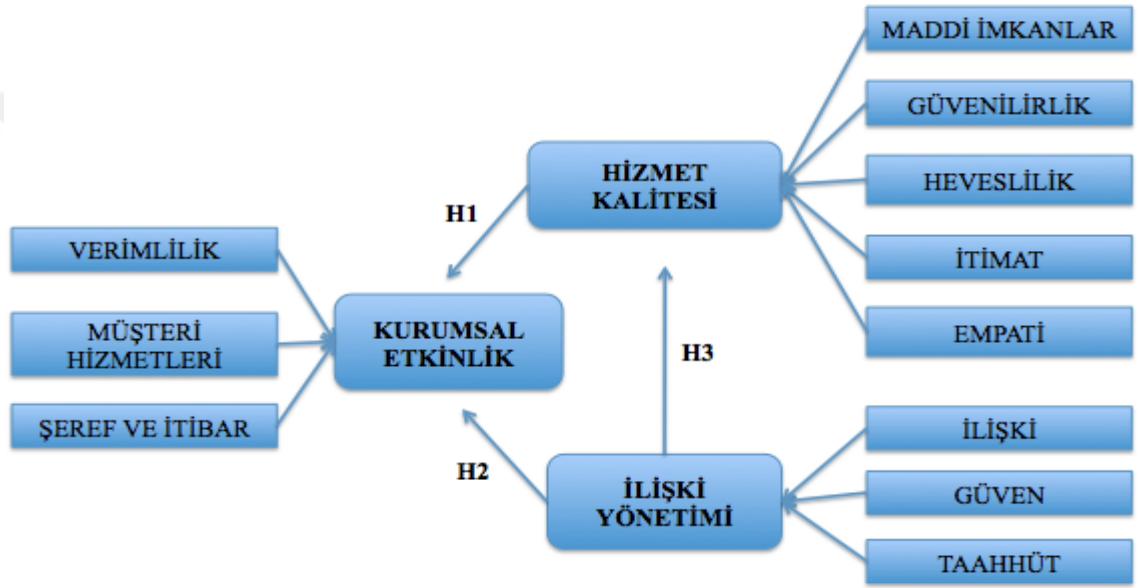 MADDİ İMKANLAR
GÜVENİLİRLİK
HİZMET
KALİTESİ
HEVESLİLİK
H1
İTİMAT
VERİMLİLİK
EMPATİ
MÜŞTERİ
HİZMETLERİ
KURUMSAL
ETKİNLİK
H3
ŞEREF VE İTİBAR
İLİŞKİ
H2
İLİŞKİ
YÖNETİMİ
GÜVEN
TAAHHÜT